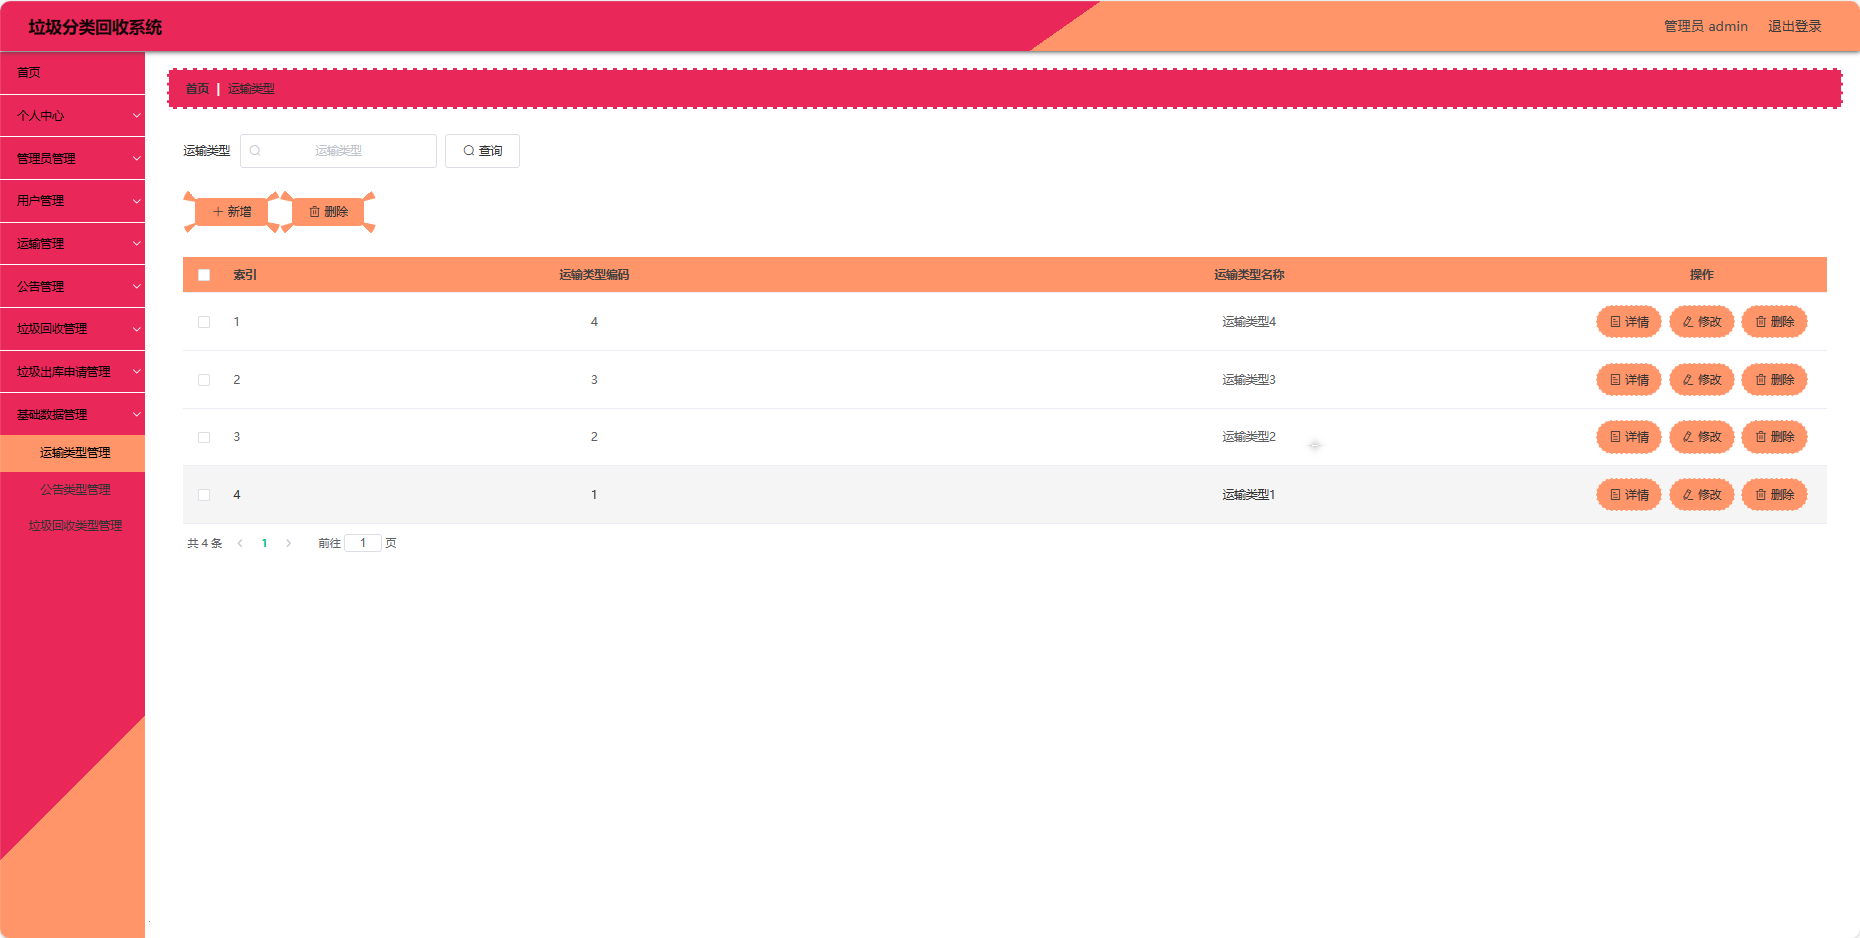 垃圾分类回收系统
管理员 admin 退出登录
首页
个人中心
管理员管理
用户管理
运输管理
公告管理
垃圾回收管理
垃圾出库申请管理
基础数据管理
运输类型管理
公告类型管理
垃圾回收类型管理
首页 | 运输类型
运输类型 运输类型 查询
新增 删除
索引 运输类型编码 运输类型名称 操作
1 4 运输类型4 详情 修改 删除
2 3 运输类型3 详情 修改 删除
3 2 运输类型2 详情 修改 删除
4 1 运输类型1 详情 修改 删除
共 4 条 1 前往 1 页